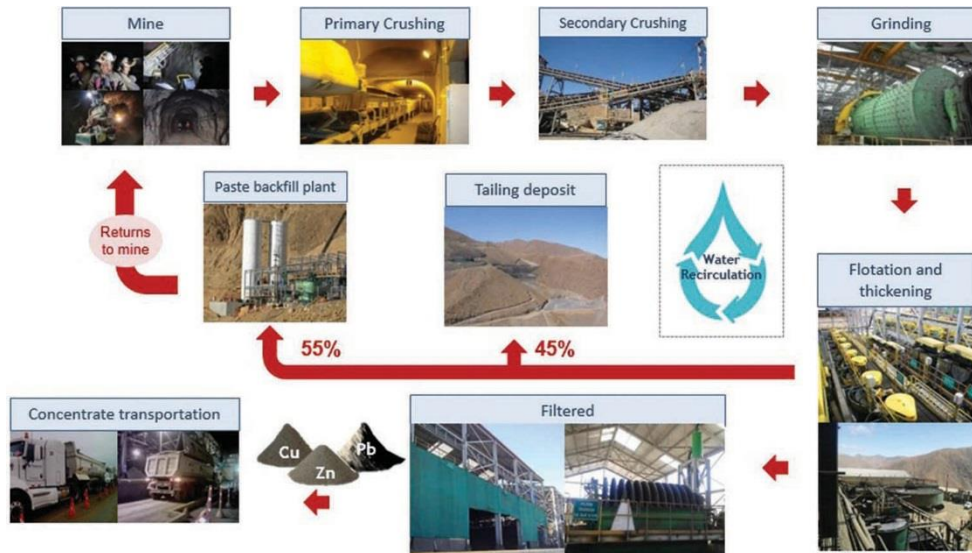 Mine
Primary Crushing
Secondary Crushing
Grinding
Paste backfill plant
Tailing deposit
Returns
to mine
Water
Recirculation
Flotation and
thickening
55%
45%
Concentrate transportation
Cu
Zn
Pb
Filtered